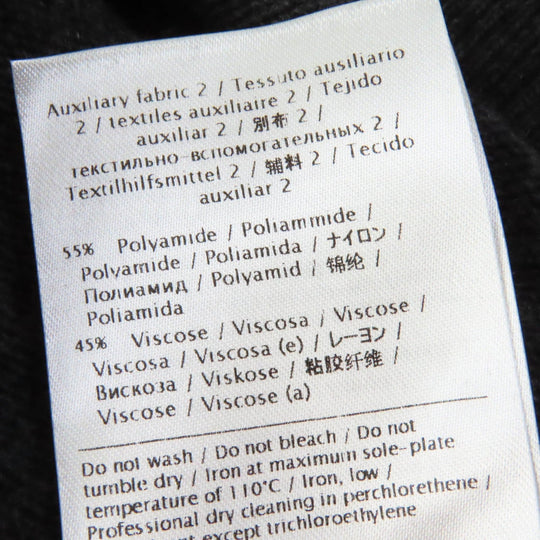 Auxiliary fabric 2 / Tessuto ausiliario
2 / textiles auxiliaire 2 / Tejido
auxiliar 2 / 別布 2 /
текстильно-вспомогательных 2 /
Textilhilfsmittel 2 / 辅料 2 / Tecido
auxiliar 2
55% Polyamide / Poliammide /
Polyamide / Poliamida / ナイロン /
Полиамид / Polyamid / 锦纶 /
Poliamida
45% Viscose / Viscosa / Viscose /
Viscosa / Viscosa (e) / レーヨン /
Вискоза / Viskose / 粘胶纤维 /
Viscose / Viscose (a)
Do not wash / Do not bleach / Do not
tumble dry / Iron at maximum sole-plate
temperature of 110°C / Iron, low /
Professional dry cleaning in perchlorethene /
except trichloroethylene